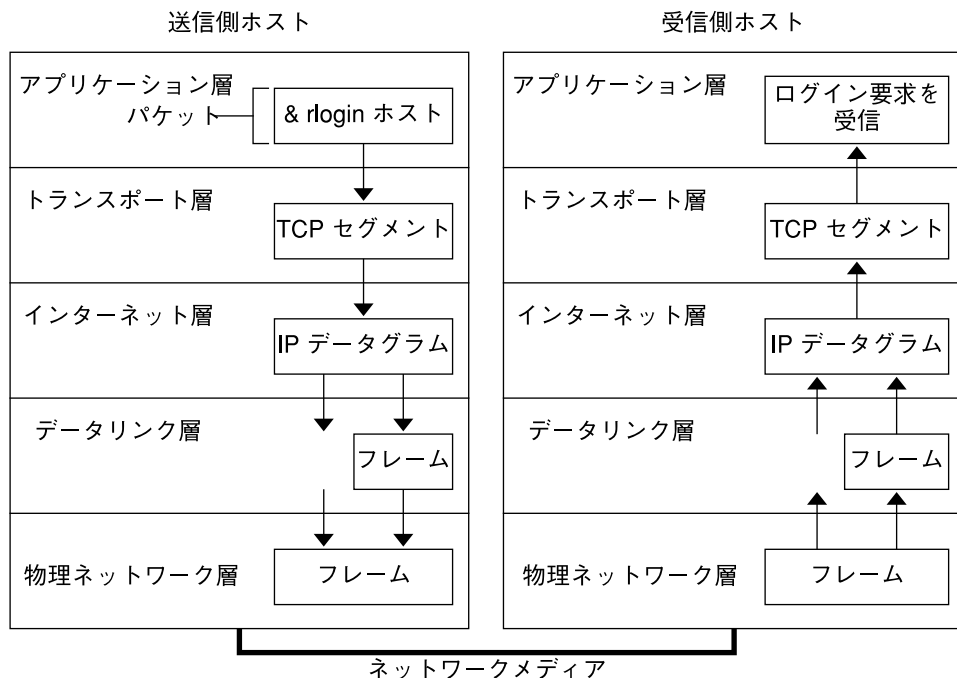 送信側ホスト
アプリケーション層
パケット
& rlogin ホスト
トランスポート層
TCP セグメント
インターネット層
IP データグラム
データリンク層
フレーム
物理ネットワーク層
フレーム
受信側ホスト
アプリケーション層
ログイン要求を
受信
トランスポート層
TCP セグメント
インターネット層
IP データグラム
データリンク層
フレーム
物理ネットワーク層
フレーム
ネットワークメディア